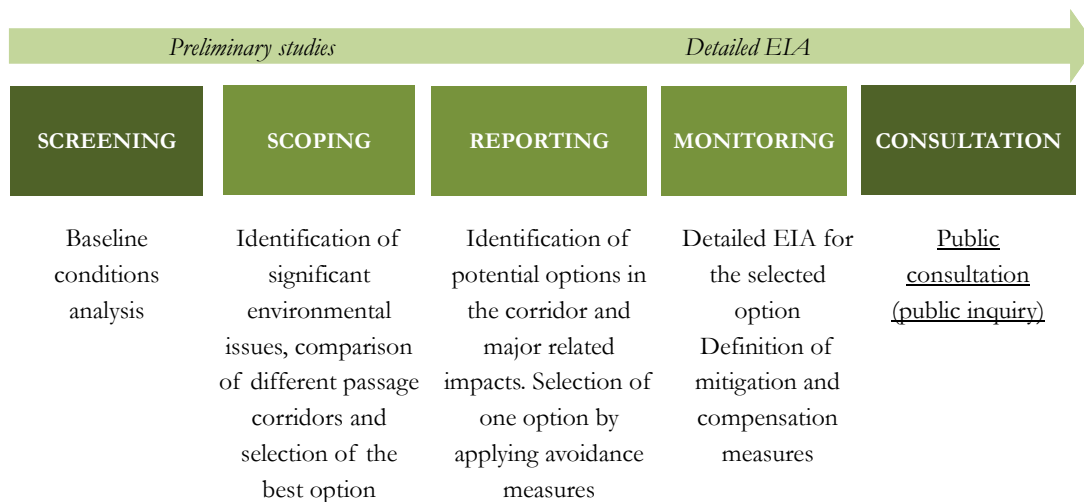 Preliminary studies
Detailed EIA
SCREENING
SCOPING
REPORTING
MONITORING
CONSULTATION
Baseline
conditions
analysis
Identification of
significant
environmental
issues, comparison
of different passage
corridors and
selection of the
best option
Identification of
potential options in
the corridor and
major related
impacts. Selection of
one option by
applying avoidance
measures
Detailed EIA for
the selected
option
Definition of
mitigation and
compensation
measures
Public
consultation
(public inquiry)